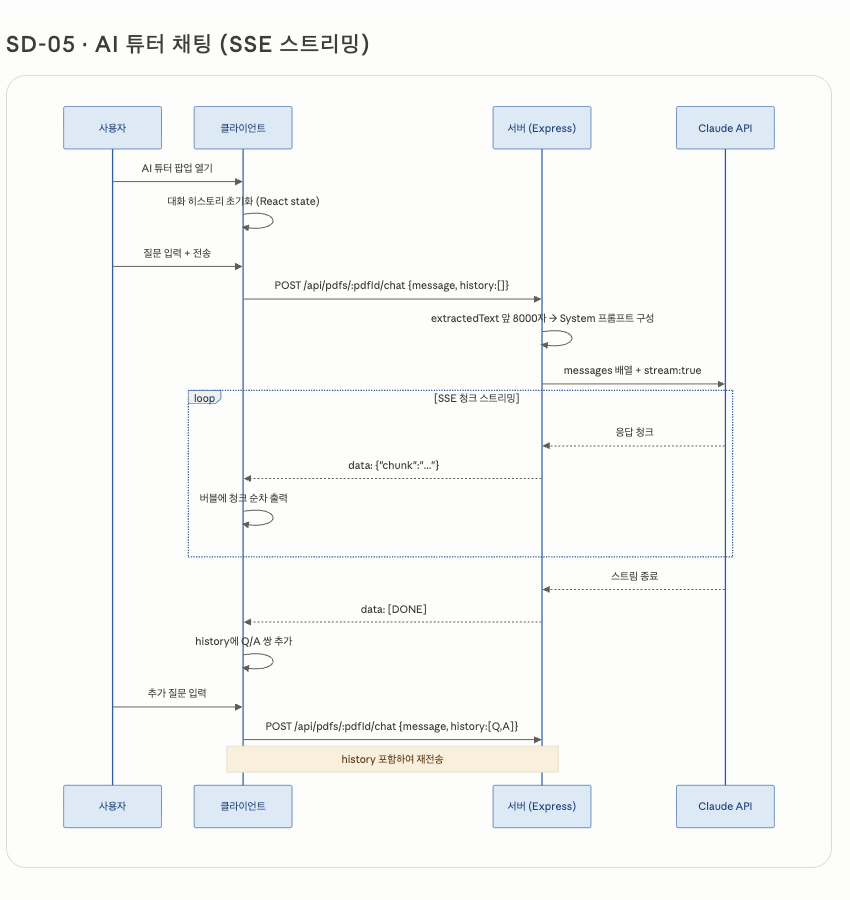 SD-05 · AI 튜터 채팅 (SSE 스트리밍)
사용자
클라이언트
서버 (Express)
Claude API
AI 튜터 팝업 열기
대화 히스토리 초기화 (React state)
질문 입력 + 전송
POST /api/pdfs/:pdfId/chat {message, history:[]}
extractedText 앞 8000자 → System 프롬프트 구성
messages 배열 + stream:true
loop
[SSE 청크 스트리밍]
응답 청크
data: {"chunk":"..."}
버블에 청크 순차 출력
스트림 종료
data: [DONE]
history에 Q/A 쌍 추가
추가 질문 입력
POST /api/pdfs/:pdfId/chat {message, history:[Q,A]}
history 포함하여 재전송
사용자
클라이언트
서버 (Express)
Claude API